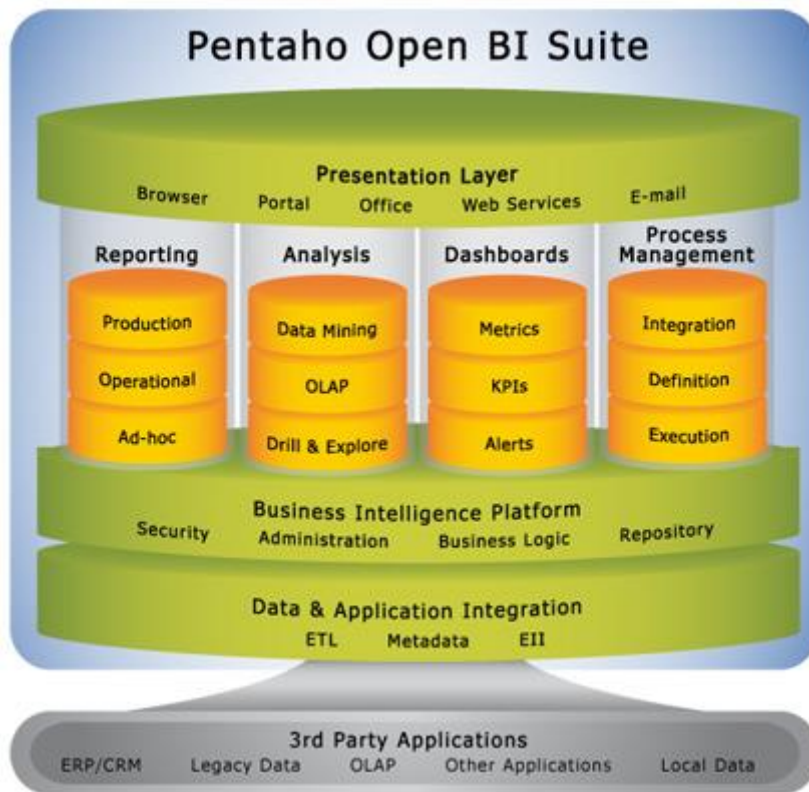 Pentaho Open BI Suite
Presentation Layer
Browser Portal Office Web Services E-mail
Reporting Analysis Dashboards Process Management
Production Data Mining Metrics Integration
Operational OLAP KPIs Definition
Ad-hoc Drill & Explore Alerts Execution
Business Intelligence Platform
Security Administration Business Logic Repository
Data & Application Integration
ETL Metadata EII
3rd Party Applications
ERP/CRM Legacy Data OLAP Other Applications Local Data